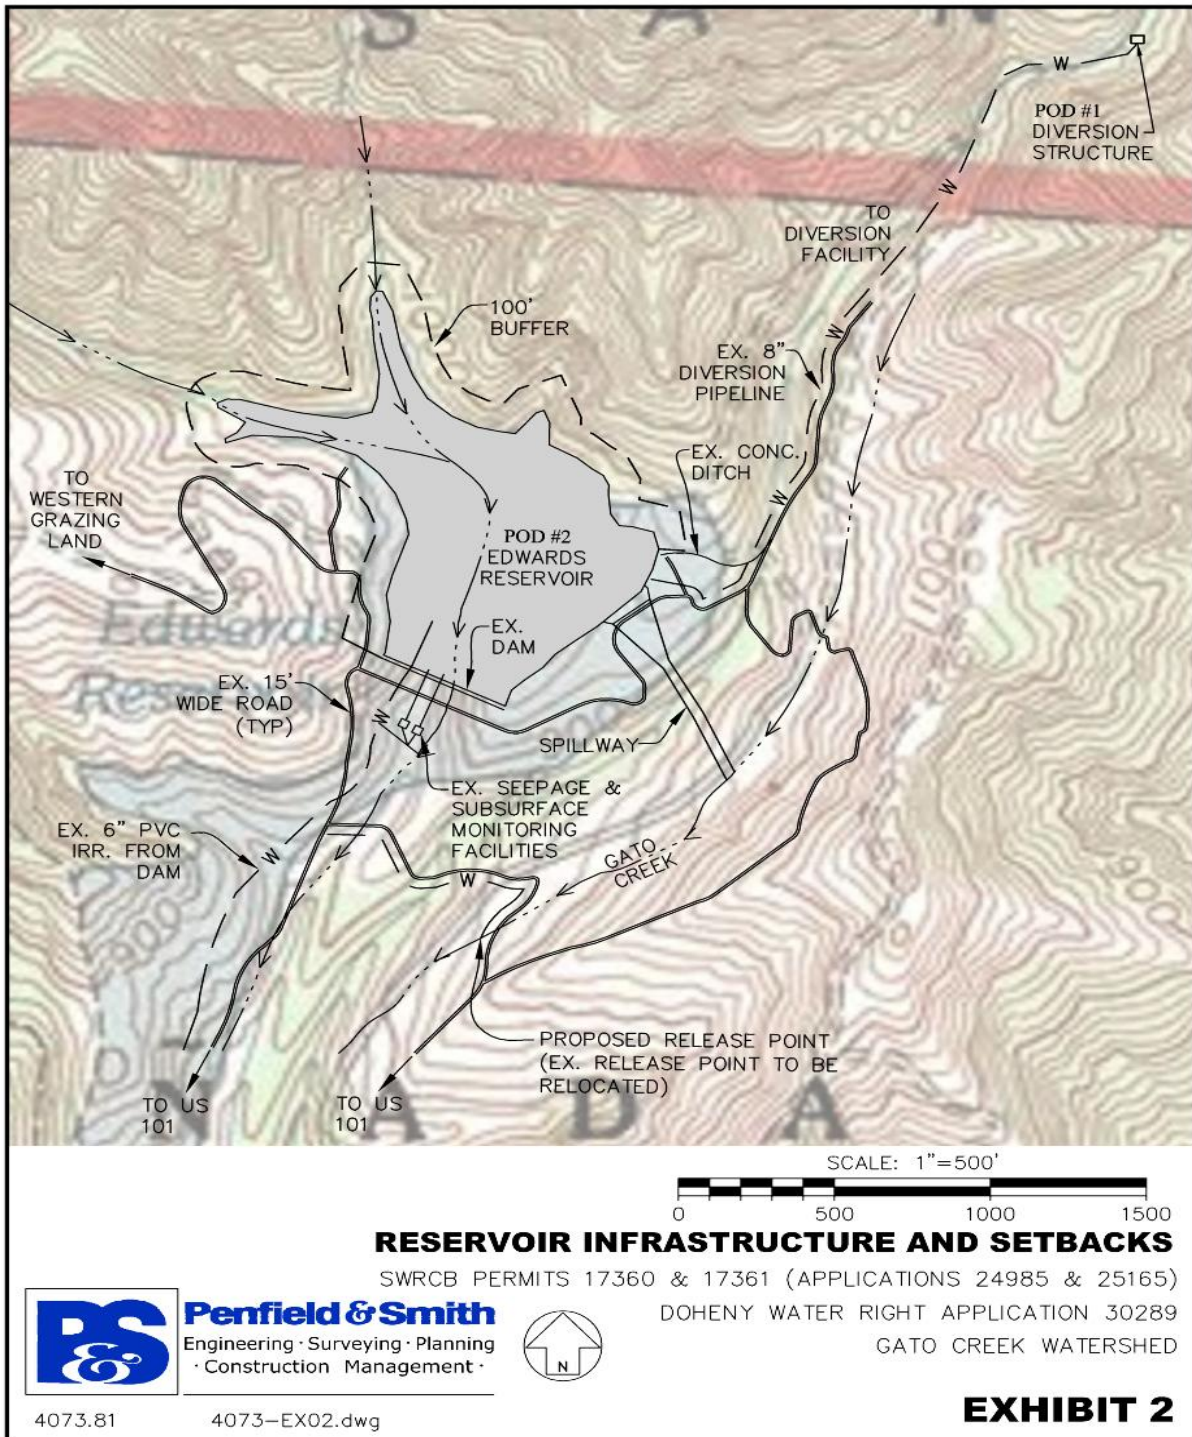 S A N
POD #1
DIVERSION
STRUCTURE
W
1200
W
TO
DIVERSION
FACILITY
100'
BUFFER
W
EX. 8"
DIVERSION
PIPELINE
EX. CONC.
DITCH
W
TO
WESTERN
GRAZING
LAND
POD #2
EDWARDS
RESERVOIR
1000
Edwards
Reservoir
EX.
DAM
EX. 15'
WIDE ROAD
(TYP)
W
SPILLWAY
EX. SEEPAGE &
SUBSURFACE
MONITORING
FACILITIES
EX. 6" PVC
IRR. FROM
DAM
W
GATO
CREEK
W
PROPOSED RELEASE POINT
(EX. RELEASE POINT TO BE
RELOCATED)
TO US
101
TO US
101
N A D A
SCALE: 1"=500'
0 500 1000 1500
RESERVOIR INFRASTRUCTURE AND SETBACKS
SWRCB PERMITS 17360 & 17361 (APPLICATIONS 24985 & 25165)
DOHENY WATER RIGHT APPLICATION 30289
GATO CREEK WATERSHED
P&S
Penfield & Smith
Engineering · Surveying · Planning
· Construction Management ·
N
EXHIBIT 2
4073.81 4073-EX02.dwg